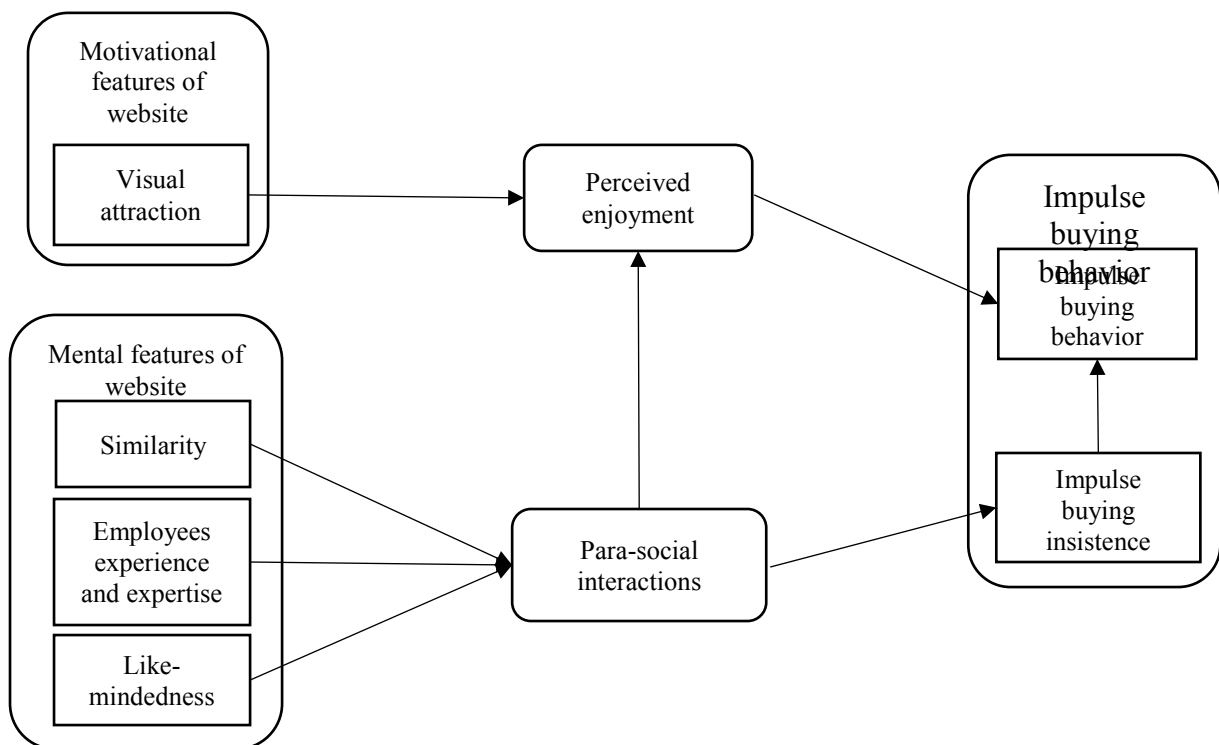 Motivational
features of
website
Visual
attraction
Perceived
enjoyment
Impulse
buying
behavior
Impulse
buying
behavior
Mental features of
website
Similarity
Employees
experience
and expertise
Like-
mindedness
Para-social
interactions
Impulse
buying
insistence